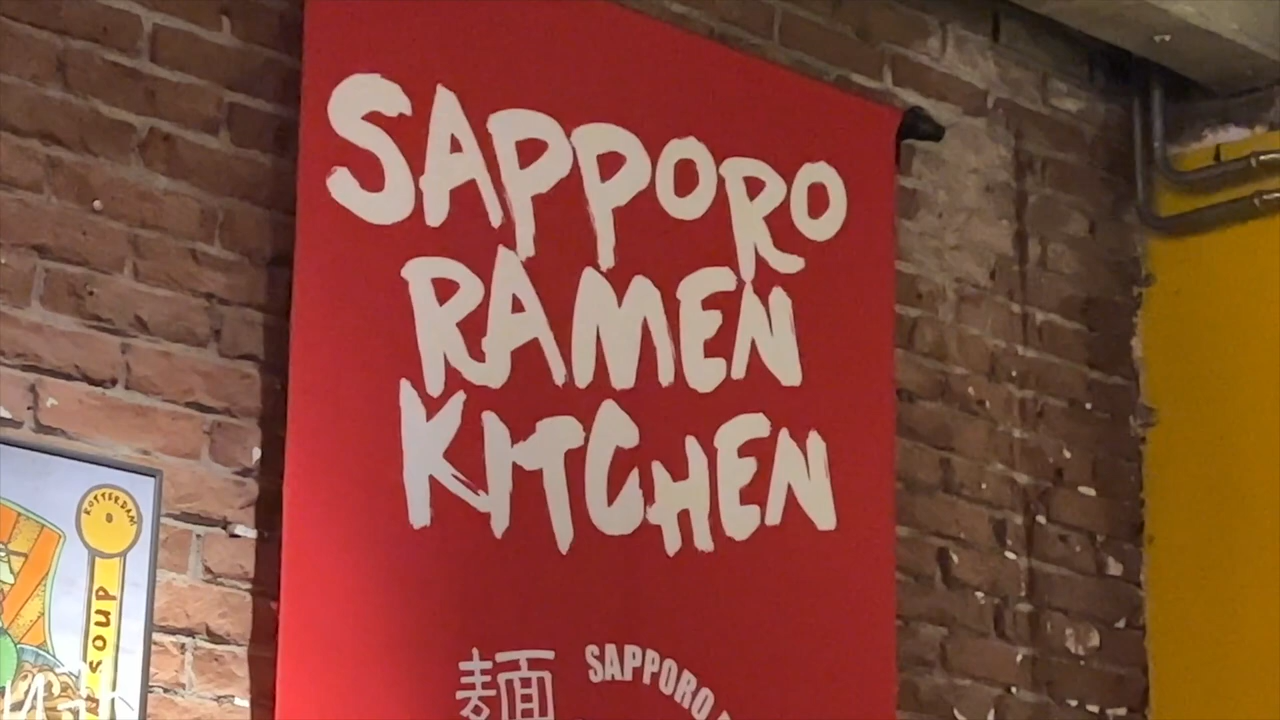 SAPPORO
RAMEN
KITCHEN
麺
SAPPORO
ROTTERDAM
soup